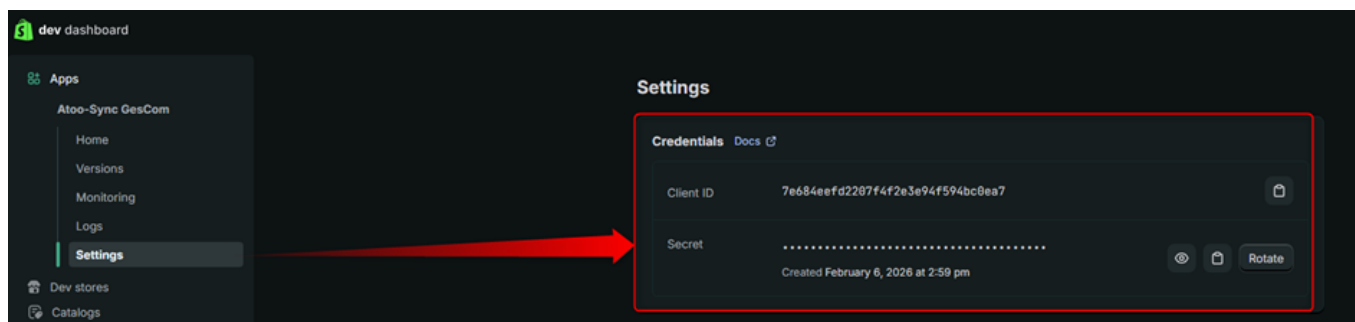 dev dashboard
Apps
Atoo-Sync GesCom
Home
Versions
Monitoring
Logs
Settings
Dev stores
Catalogs
Settings
Credentials Docs
Client ID 7e684eefd2207f4f2e3e94f594bc0ea7
Secret ••••••••••••••••••••••••••••••••••••••
Created February 6, 2026 at 2:59 pm
Rotate